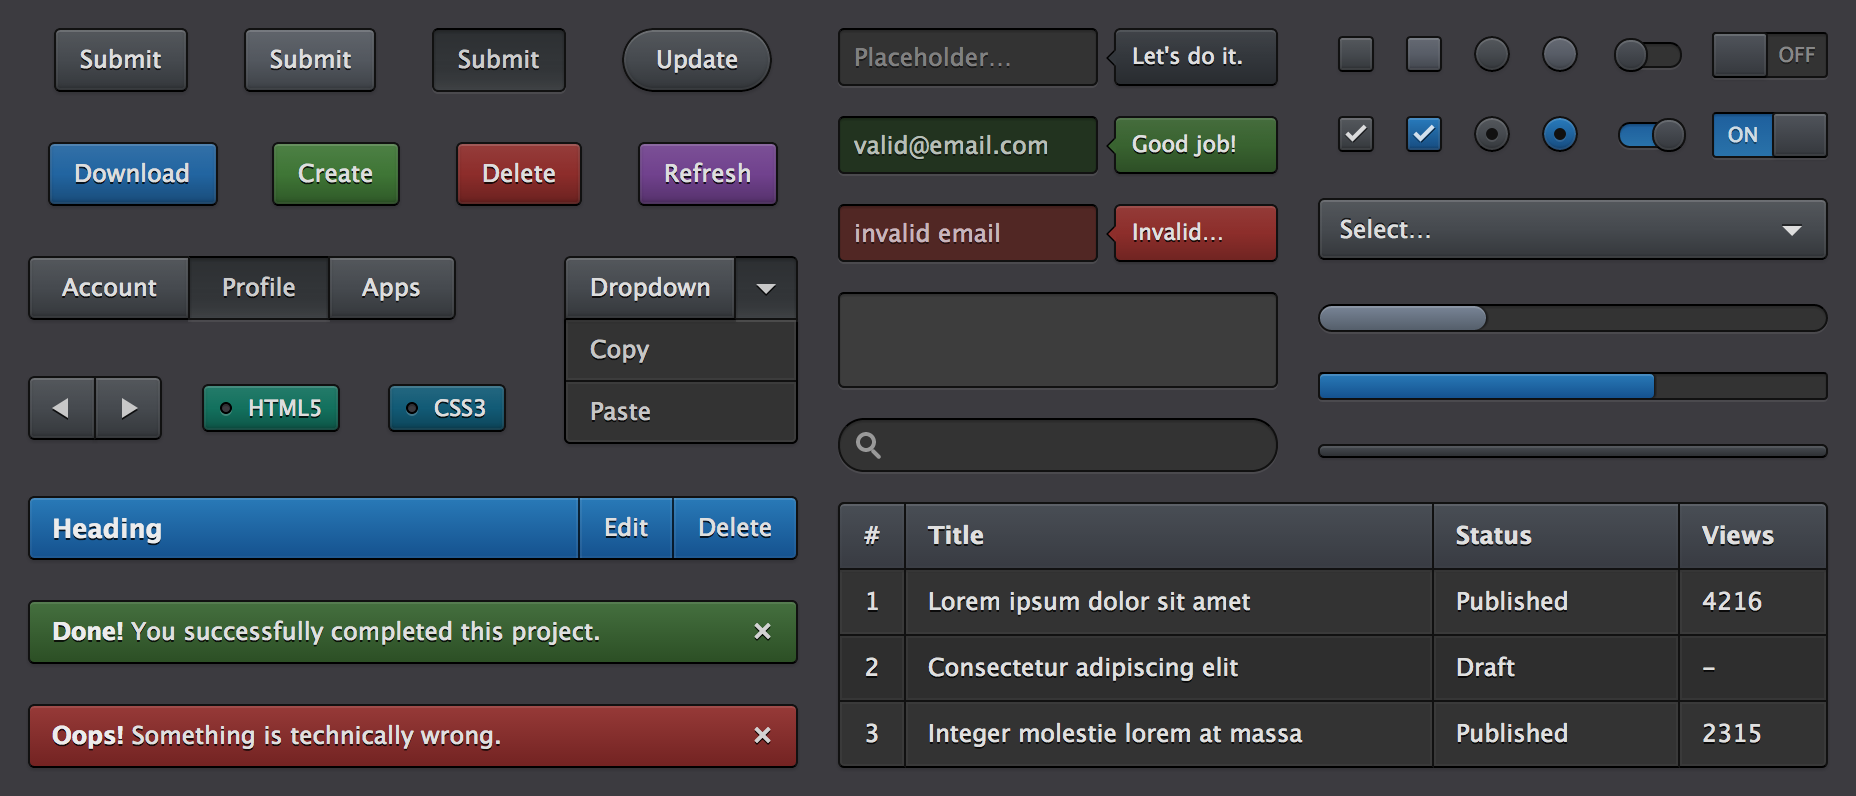 Submit
Submit
Submit
Update
Download
Create
Delete
Refresh
Account
Profile
Apps
Dropdown
Copy
Paste
HTML5
CSS3
Heading
Edit
Delete
Done! You successfully completed this project.
×
Oops! Something is technically wrong.
×
Placeholder...
Let's do it.
valid@email.com
Good job!
invalid email
Invalid...
OFF
ON
Select...
# Title Status Views
1 Lorem ipsum dolor sit amet Published 4216
2 Consectetur adipiscing elit Draft –
3 Integer molestie lorem at massa Published 2315